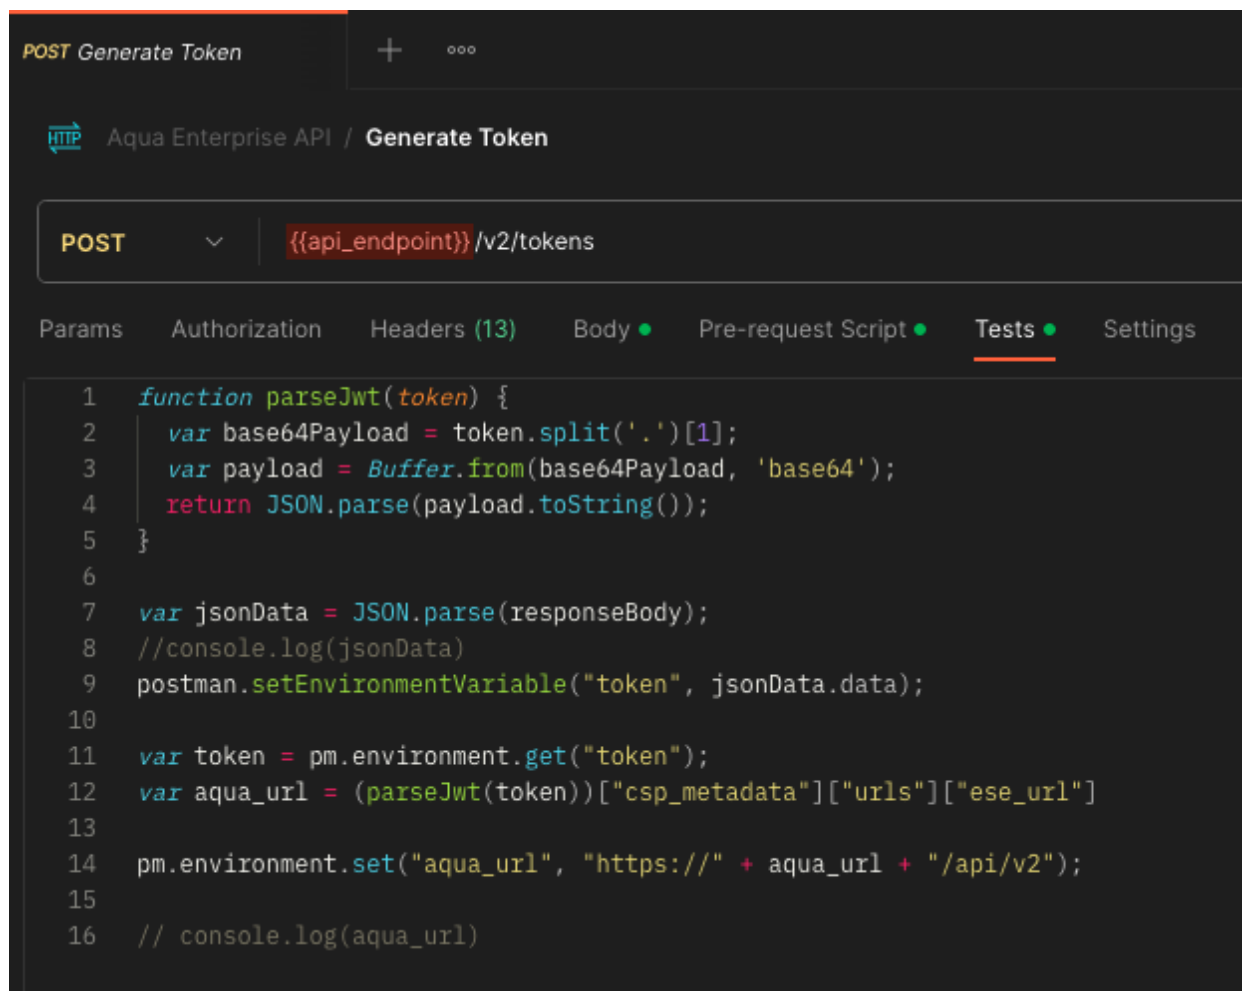 POST Generate Token
HTTP Aqua Enterprise API / Generate Token
POST {{api_endpoint}}/v2/tokens
Params Authorization Headers (13) Body Pre-request Script Tests Settings
1 function parseJwt(token) {
2 var base64Payload = token.split('.')[1];
3 var payload = Buffer.from(base64Payload, 'base64');
4 return JSON.parse(payload.toString());
5 }
6
7 var jsonData = JSON.parse(responseBody);
8 //console.log(jsonData)
9 postman.setEnvironmentVariable("token", jsonData.data);
10
11 var token = pm.environment.get("token");
12 var aqua_url = (parseJwt(token))["csp_metadata"]["urls"]["ese_url"]
13
14 pm.environment.set("aqua_url", "https://" + aqua_url + "/api/v2");
15
16 // console.log(aqua_url)